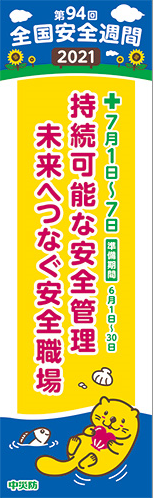 第94回
全国安全週間
2021
7月1日〜7日
準備期間 6月1日〜30日
持続可能な安全管理
未来へつなぐ安全職場
中災防